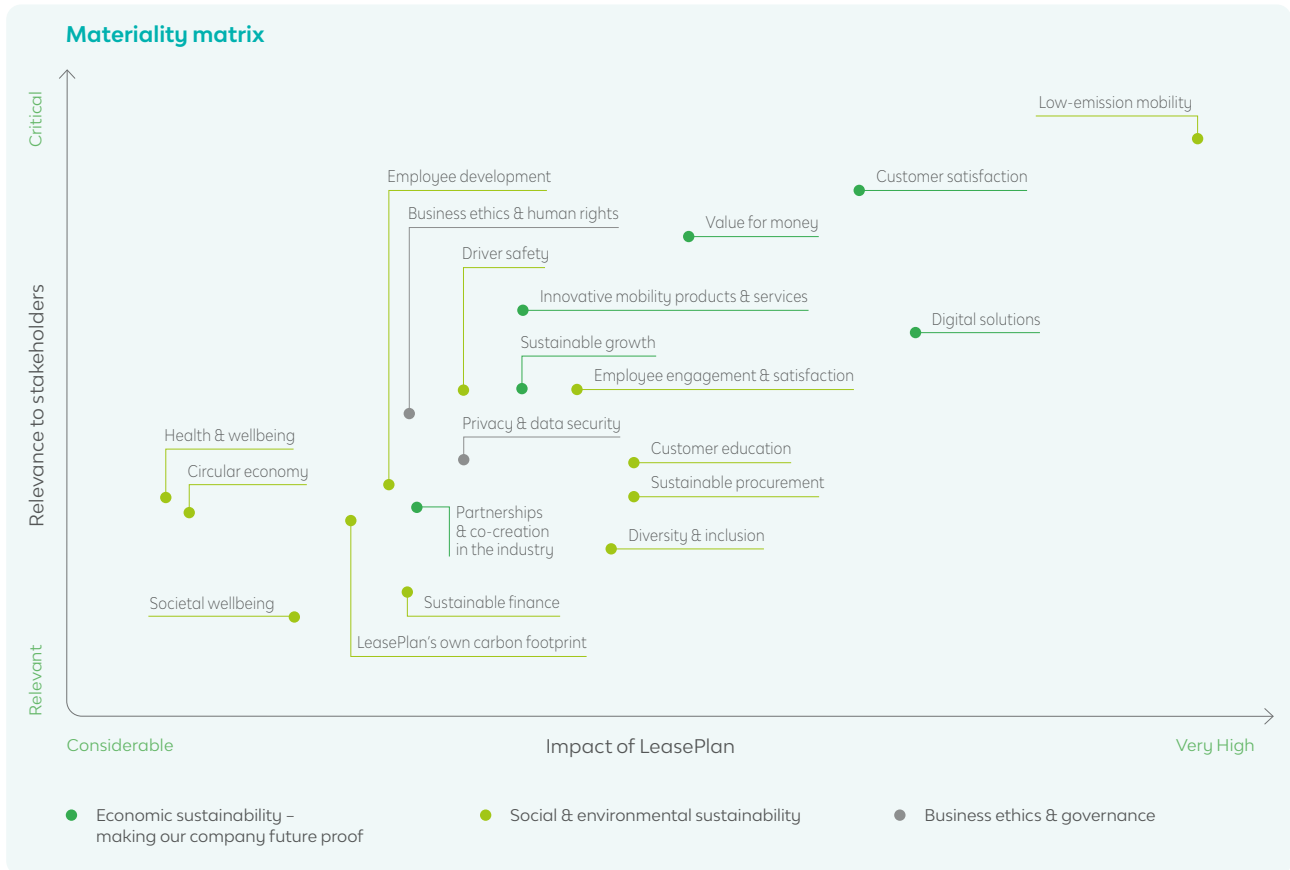 Materiality matrix
Critical
Low-emission mobility
Employee development
Customer satisfaction
Business ethics & human rights
Value for money
Driver safety
Innovative mobility products & services
Digital solutions
Relevance to stakeholders
Sustainable growth
Employee engagement & satisfaction
Privacy & data security
Health & wellbeing
Customer education
Circular economy
Sustainable procurement
Partnerships
& co-creation
in the industry
Diversity & inclusion
Societal wellbeing
Sustainable finance
LeasePlan's own carbon footprint
Relevant
Considerable
Impact of LeasePlan
Very High
Economic sustainability –
making our company future proof
Social & environmental sustainability
Business ethics & governance